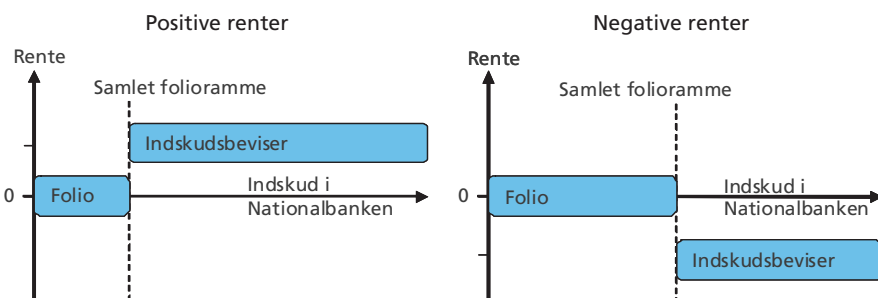 Positive renter
Rente
Samlet folioramme
Indskudsbeviser
0
Folio
Indskud i
Nationalbanken
Negative renter
Rente
Samlet folioramme
0
Folio
Indskud i
Nationalbanken
Indskudsbeviser